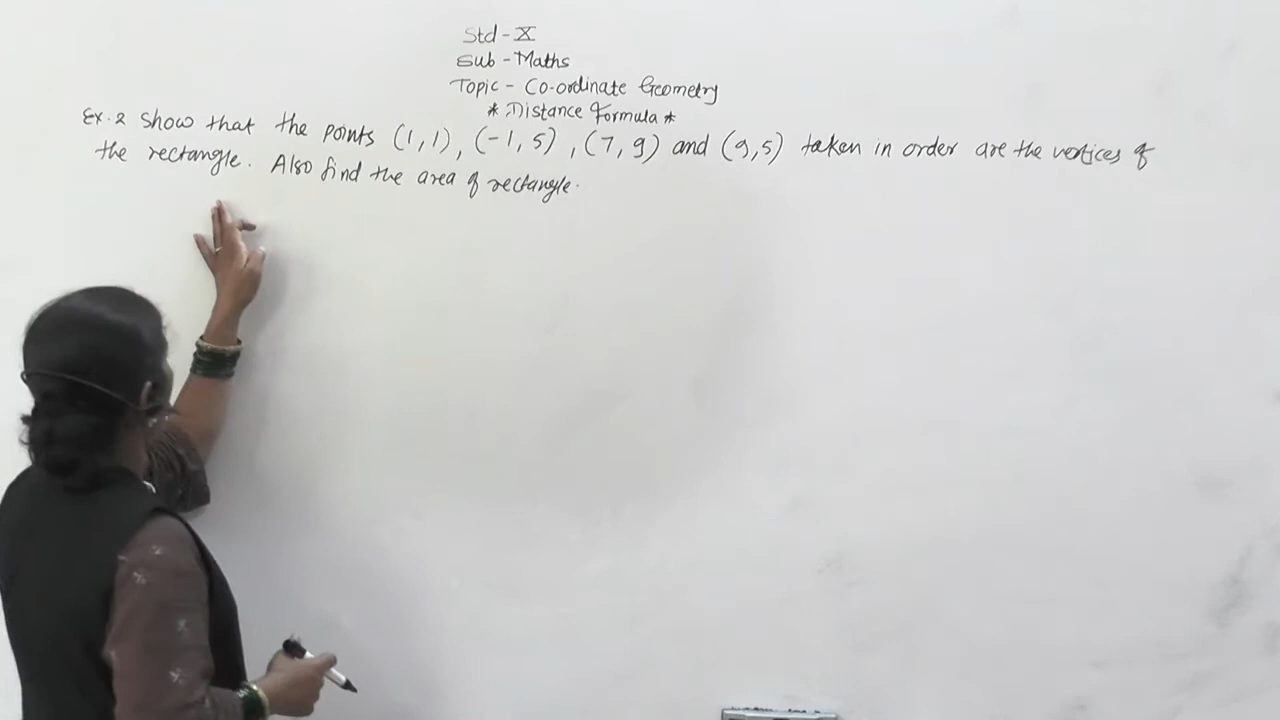 Std - X
Sub - Maths
Topic - Co-ordinate Geometry
* Distance Formula *
Ex. 2 Show that the points (1, 1), (-1, 5), (7, 9) and (9, 5) taken in order are the vertices of
the rectangle. Also find the area of rectangle.